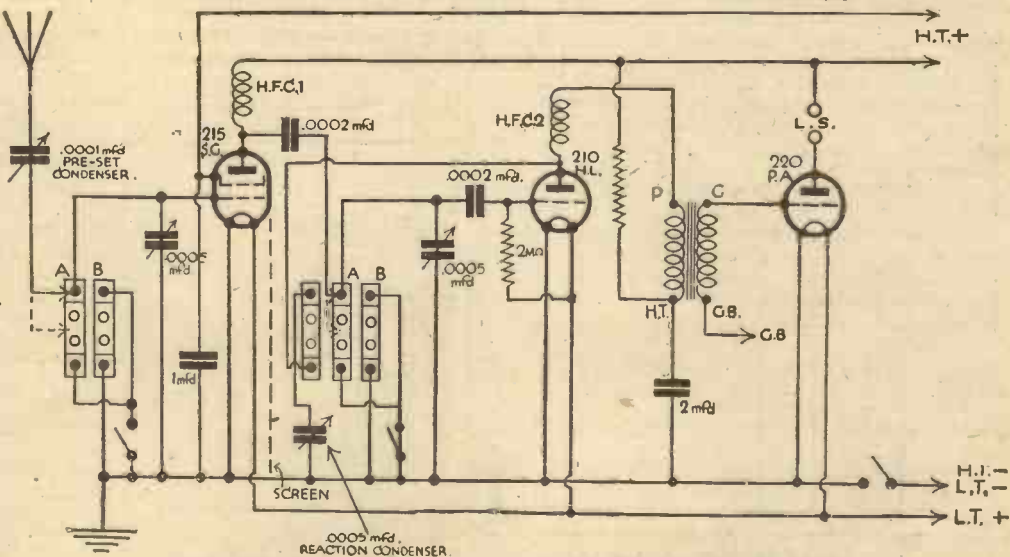 H.T.+
H.F.C.1
.0002 mfd
H.F.C.2
L.S.
.0001 mfd
PRE-SET
CONDENSER.
215
S.G.
210
H.L.
220
P.A.
.0002 mfd.
P
G
A
B
.0005
mfd
A
B
.0005
mfd
2MΩ
H.T.
G.B.
G.B
1mfd
2 mfd
SCREEN
H.T.-
L.T.-
L.T. +
.0005 mfd.
REACTION CONDENSER.